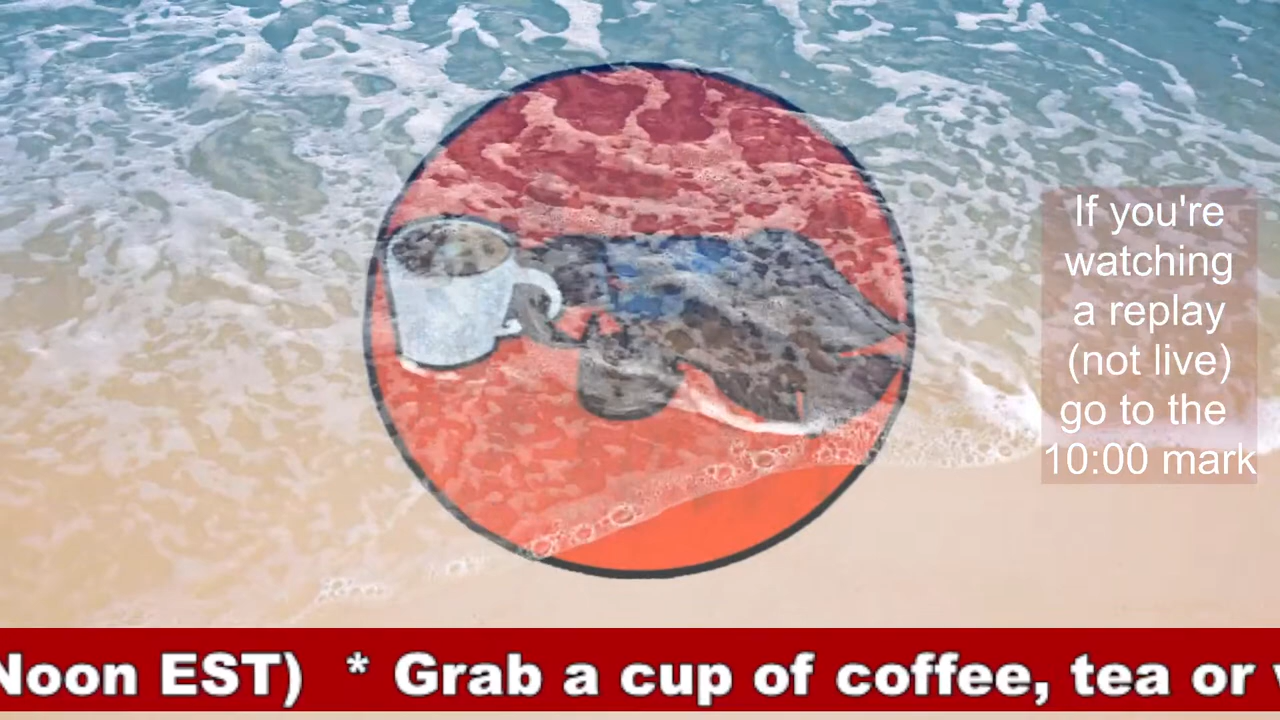 If you're
watching
a replay
(not live)
go to the
10:00 mark
Noon EST) * Grab a cup of coffee, tea or